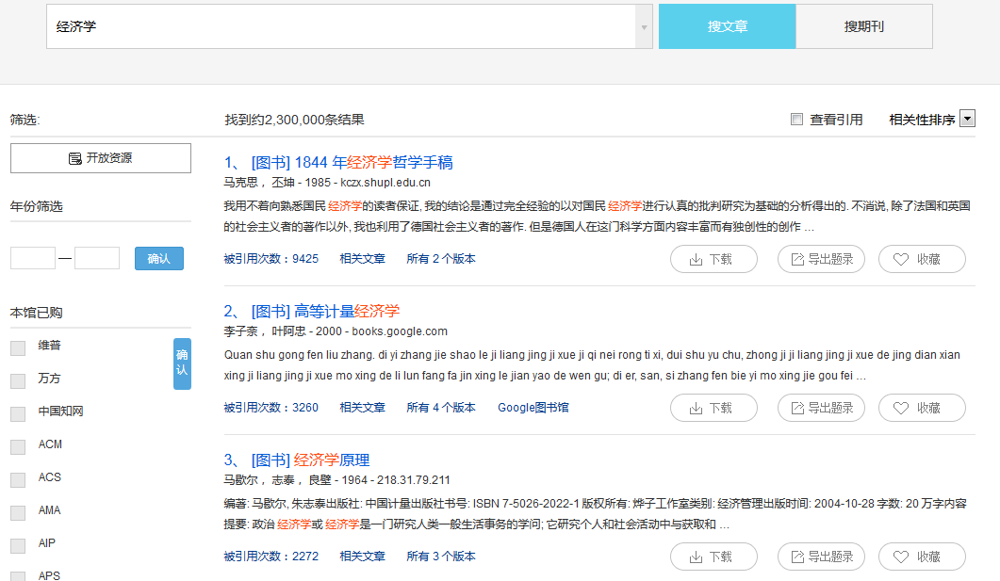 经济学
搜文章
搜期刊
筛选:
找到约2,300,000条结果
查看引用
相关性排序
开放资源
年份筛选
—
确认
本馆已购
确认
维普
万方
中国知网
ACM
ACS
AMA
AIP
APS
1、 [图书] 1844 年经济学哲学手稿
马克思， 丕坤 - 1985 - kczx.shupl.edu.cn
我用不着向熟悉国民 经济学的读者保证, 我的结论是通过完全经验的以对国民 经济学进行认真的批判研究为基础的分析得出的. 不消说, 除了法国和英国
的社会主义者的著作以外, 我也利用了德国社会主义者的著作. 但是德国人在这门科学方面内容丰富而有独创性的创作 ...
被引用次数：9425 相关文章 所有 2 个版本
下载 导出题录 收藏
2、 [图书] 高等计量经济学
李子奈， 叶阿忠 - 2000 - books.google.com
Quan shu gong fen liu zhang. di yi zhang jie shao le ji liang jing ji xue ji qi nei rong ti xi, dui shu yu chu, zhong ji ji liang jing ji xue de jing dian xian
xing ji liang jing ji xue mo xing de li lun fang fa jin xing le jian yao de wen gu; di er, san, si zhang fen bie yi mo xing jie gou fei ...
被引用次数：3260 相关文章 所有 4 个版本 Google图书馆
下载 导出题录 收藏
3、 [图书] 经济学原理
马歇尔， 志泰， 良璧 - 1964 - 218.31.79.211
编著: 马歇尔, 朱志泰出版社: 中国计量出版社书号: ISBN 7-5026-2022-1 版权所有: 烨子工作室类别: 经济管理出版时间: 2004-10-28 字数: 20 万字内容
提要: 政治 经济学或 经济学是一门研究人类一般生活事务的学问; 它研究个人和社会活动中与获取和 ...
被引用次数：2272 相关文章 所有 3 个版本
下载 导出题录 收藏